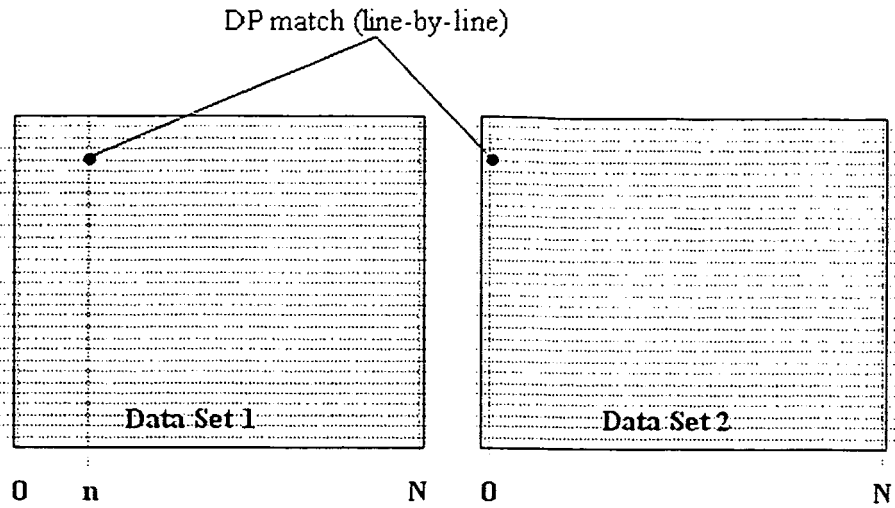 DP match (line-by-line)
Data Set 1
Data Set 2
0 n N 0 N